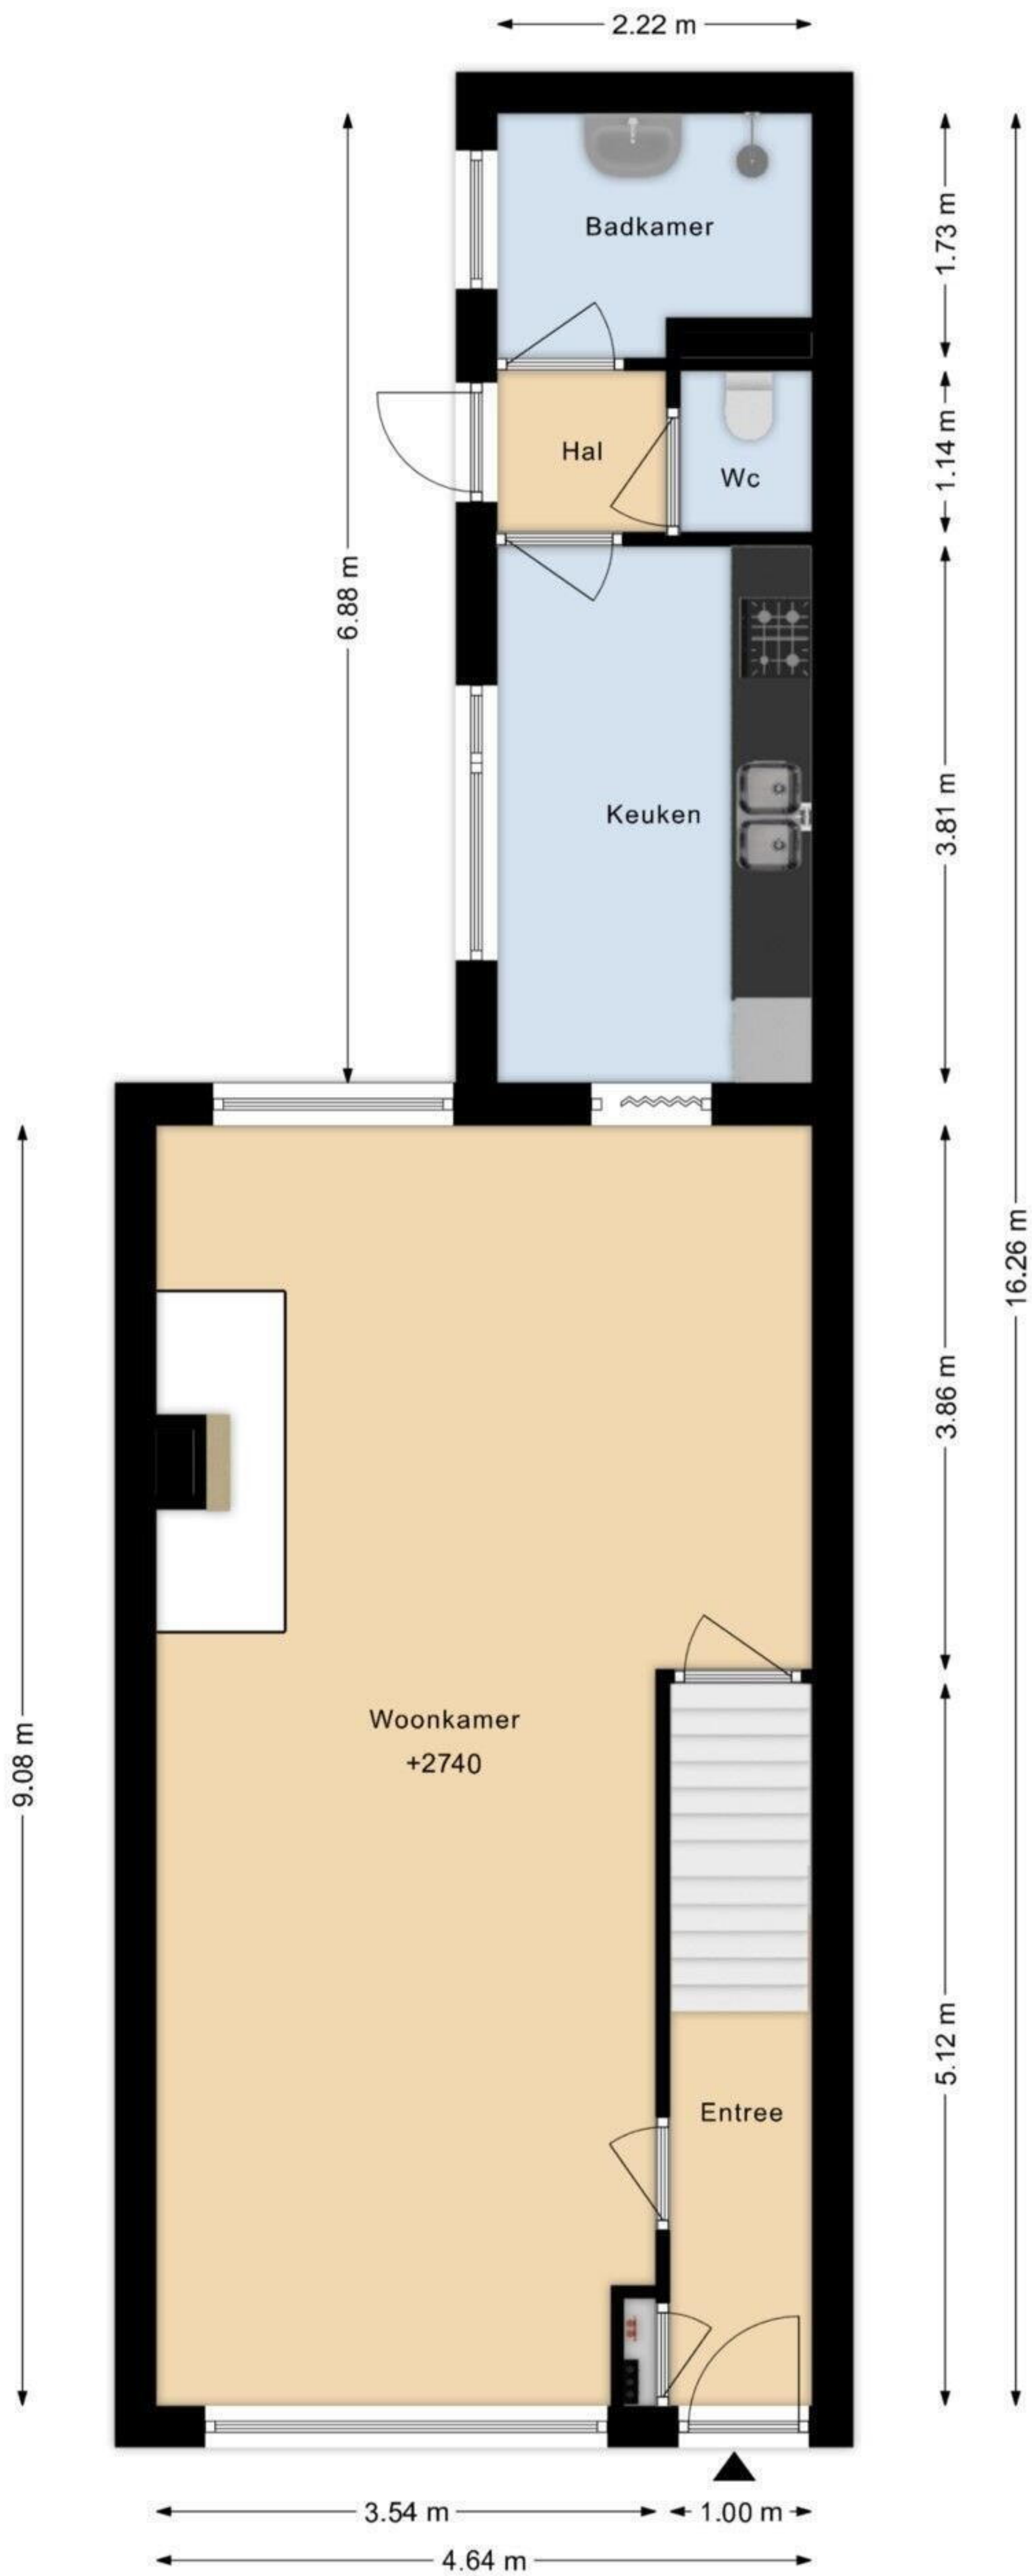 2.22 m
Badkamer
1.73 m
Hal
Wc
1.14 m
6.88 m
Keuken
3.81 m
16.26 m
3.86 m
Woonkamer
+2740
9.08 m
5.12 m
Entree
3.54 m
1.00 m
4.64 m